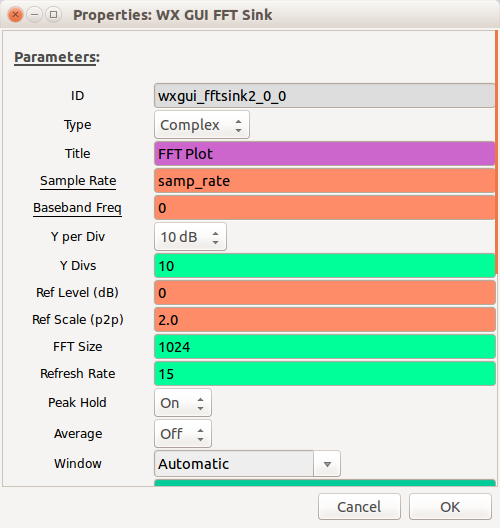 Properties: WX GUI FFT Sink
Parameters:
ID wxgui_fftsink2_0_0
Type Complex
Title FFT Plot
Sample Rate samp_rate
Baseband Freq 0
Y per Div 10 dB
Y Divs 10
Ref Level (dB) 0
Ref Scale (p2p) 2.0
FFT Size 1024
Refresh Rate 15
Peak Hold On
Average Off
Window Automatic
Cancel OK